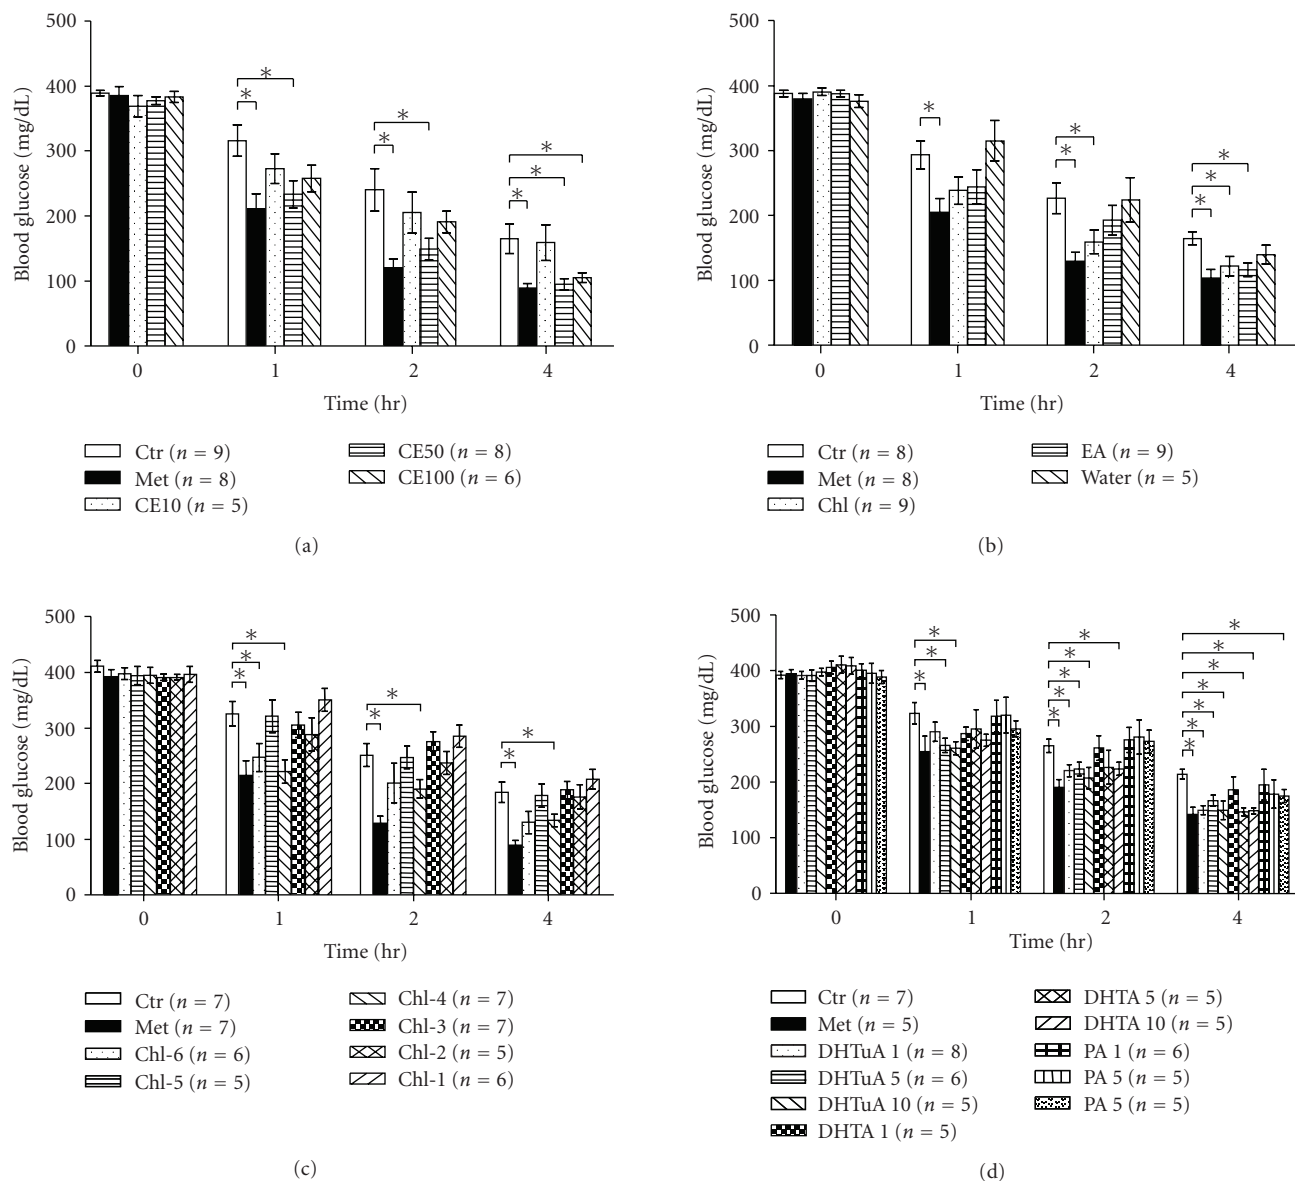 500
400
300
200
100
0
Blood glucose (mg/dL)
* * * * * * *
0 1 2 4
Time (hr)
Ctr (n = 9)
Met (n = 8)
CE10 (n = 5)
CE50 (n = 8)
CE100 (n = 6)
(a)
500
400
300
200
100
0
Blood glucose (mg/dL)
* * * * * *
0 1 2 4
Time (hr)
Ctr (n = 8)
Met (n = 8)
Chl (n = 9)
EA (n = 9)
Water (n = 5)
(b)
500
400
300
200
100
0
Blood glucose (mg/dL)
* * * * * * *
0 1 2 4
Time (hr)
Ctr (n = 7)
Met (n = 7)
Chl-6 (n = 6)
Chl-5 (n = 5)
Chl-4 (n = 7)
Chl-3 (n = 7)
Chl-2 (n = 5)
Chl-1 (n = 6)
(c)
500
400
300
200
100
0
Blood glucose (mg/dL)
* * * * * * * * * * * * * * *
0 1 2 4
Time (hr)
Ctr (n = 7)
Met (n = 5)
DHTuA 1 (n = 8)
DHTuA 5 (n = 6)
DHTuA 10 (n = 5)
DHTA 1 (n = 5)
DHTA 5 (n = 5)
DHTA 10 (n = 5)
PA 1 (n = 6)
PA 5 (n = 5)
PA 5 (n = 5)
(d)